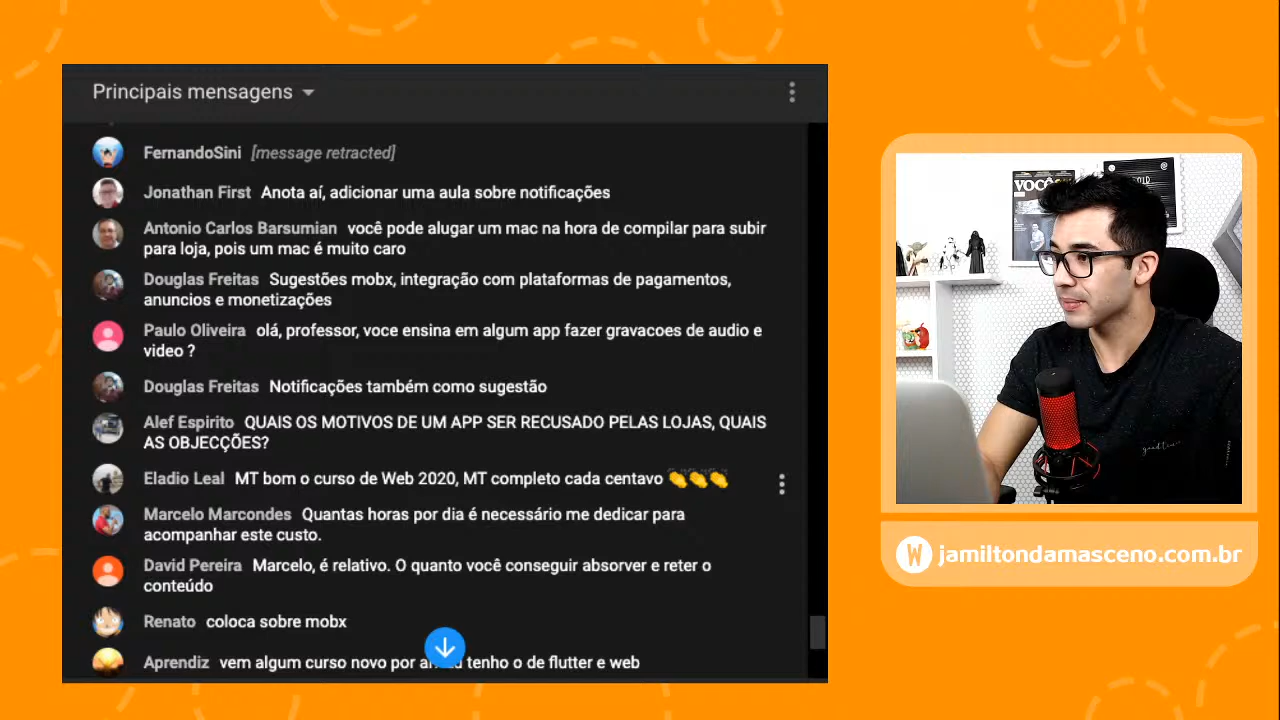 Principais mensagens
FernandoSini [message retracted]
Jonathan First Anota aí, adicionar uma aula sobre notificações
Antonio Carlos Barsumian você pode alugar um mac na hora de compilar para subir
para loja, pois um mac é muito caro
Douglas Freitas Sugestões mobx, integração com plataformas de pagamentos,
anuncios e monetizações
Paulo Oliveira olá, professor, voce ensina em algum app fazer gravacoes de audio e
video ?
Douglas Freitas Notificações também como sugestão
Alef Espirito QUAIS OS MOTIVOS DE UM APP SER RECUSADO PELAS LOJAS, QUAIS
AS OBJECÇÕES?
Eladio Leal MT bom o curso de Web 2020, MT completo cada centavo 👏👏👏
Marcelo Marcondes Quantas horas por dia é necessário me dedicar para
acompanhar este custo.
David Pereira Marcelo, é relativo. O quanto você conseguir absorver e reter o
conteúdo
Renato coloca sobre mobx
Aprendiz vem algum curso novo por tenho o de flutter e web
VOCÊ
W jamiltondamasceno.com.br